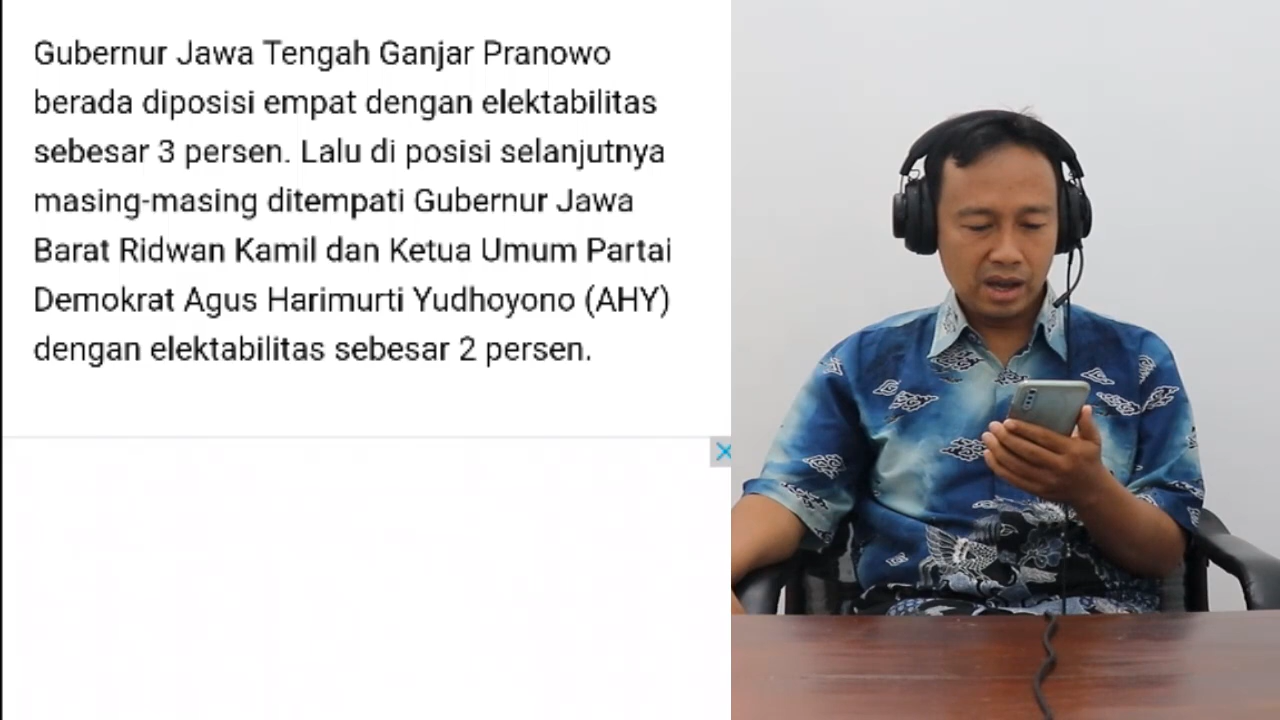 Gubernur Jawa Tengah Ganjar Pranowo
berada diposisi empat dengan elektabilitas
sebesar 3 persen. Lalu di posisi selanjutnya
masing-masing ditempati Gubernur Jawa
Barat Ridwan Kamil dan Ketua Umum Partai
Demokrat Agus Harimurti Yudhoyono (AHY)
dengan elektabilitas sebesar 2 persen.